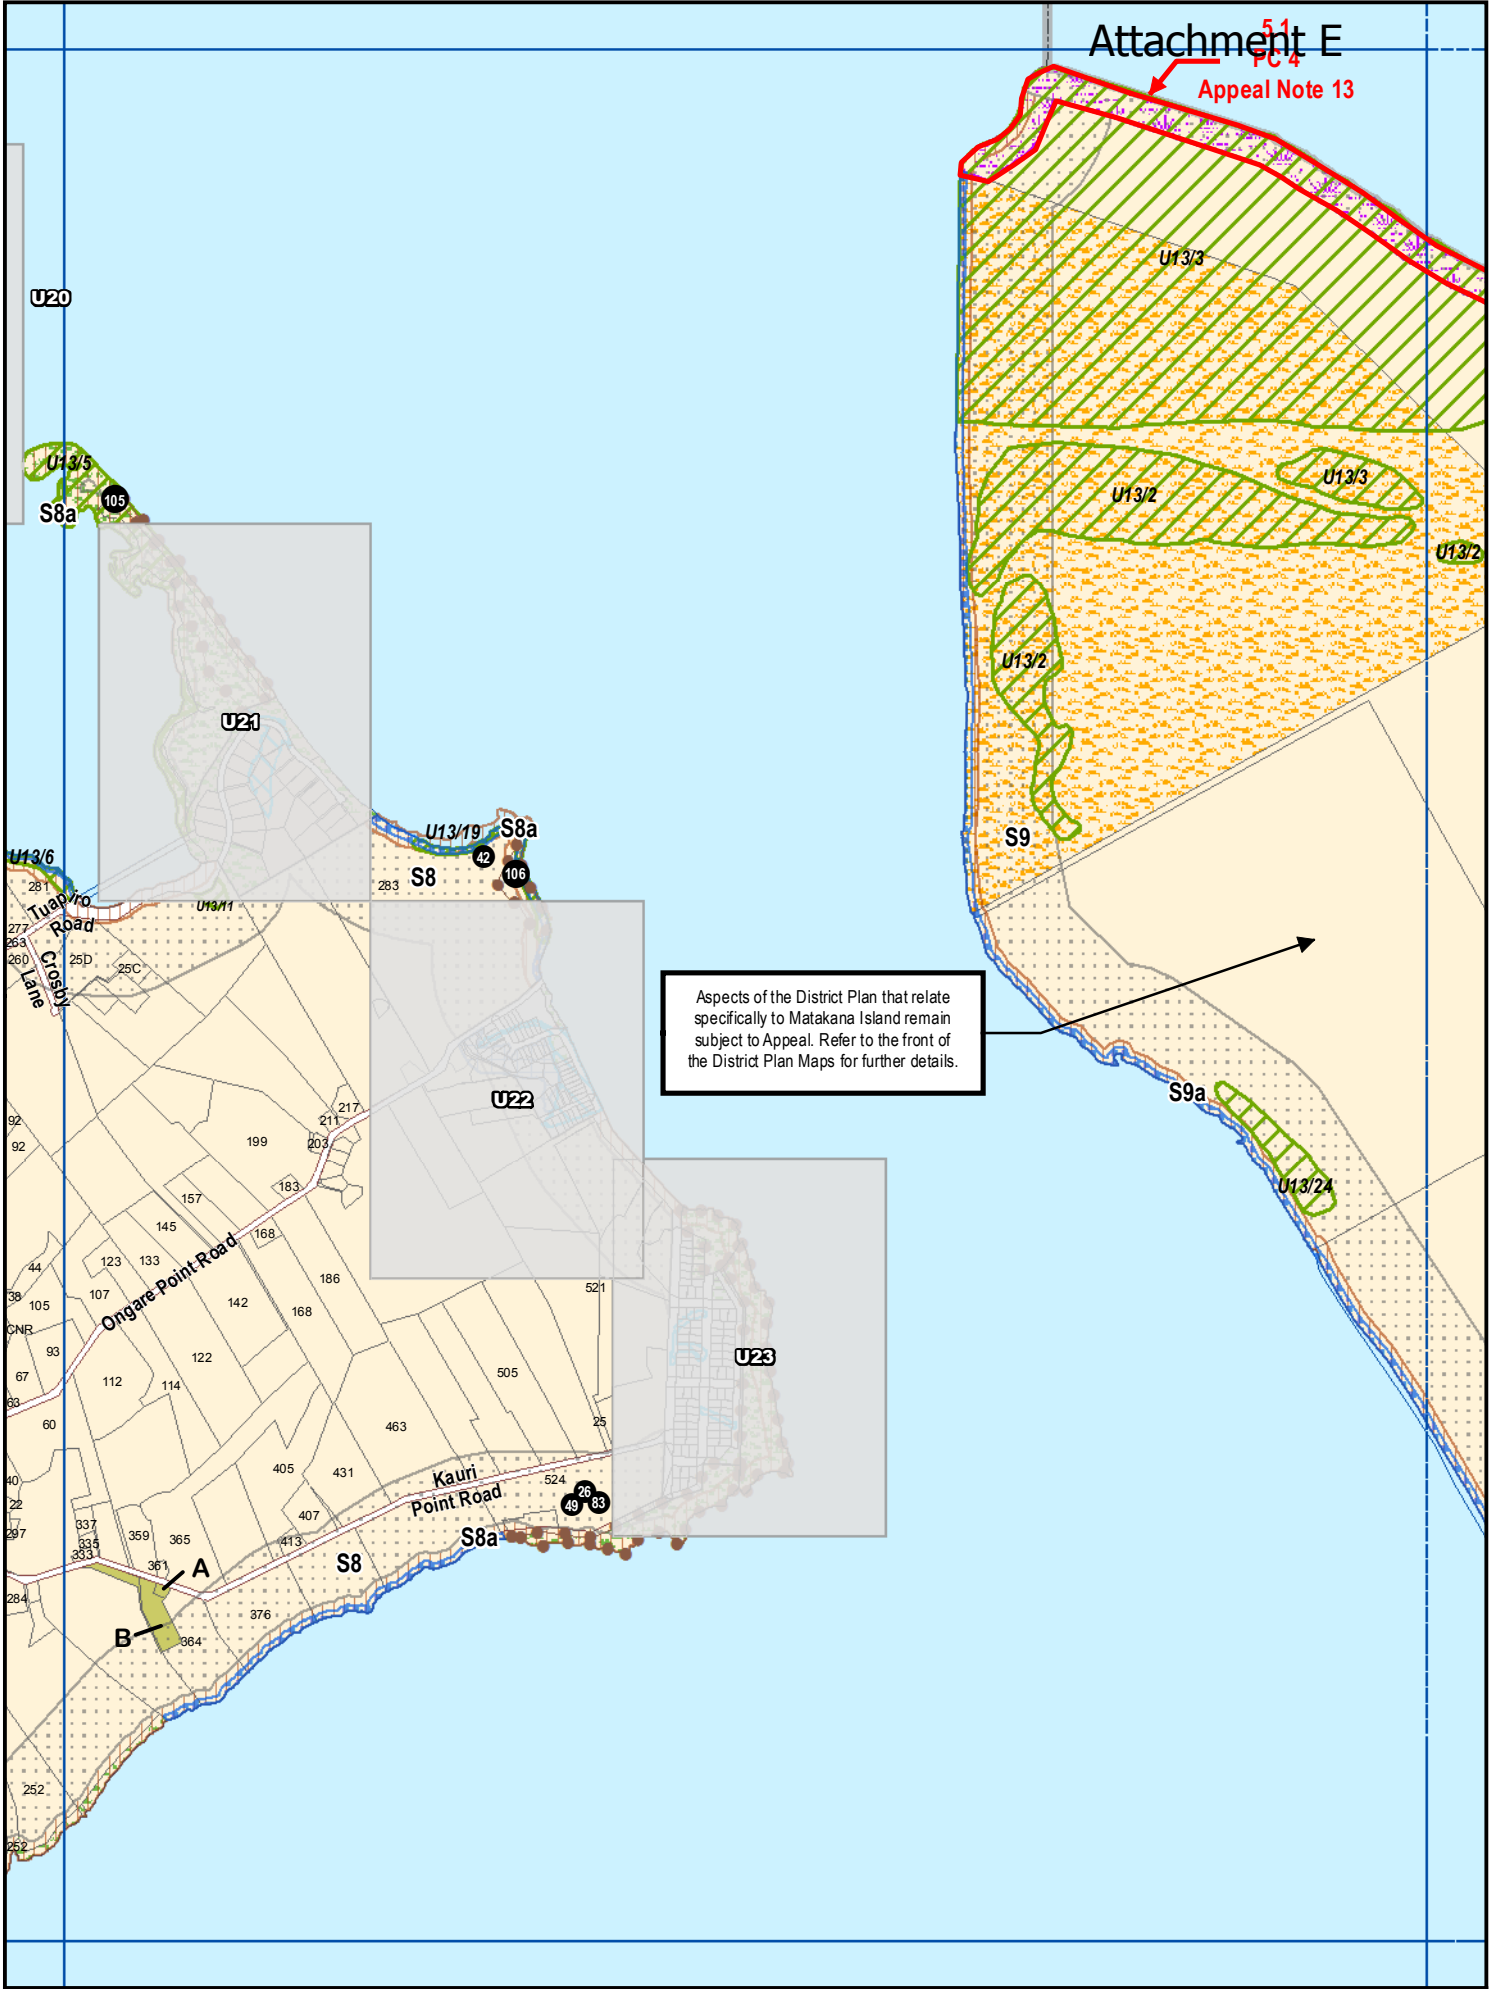 Attachment E
5.1
PC 4
Appeal Note 13
U13/3
U20
U13/5
105
S8a
U13/3
U13/2
U13/2
U13/2
U21
U13/19
S8a
42
106
S8
283
S9
U13/6
281
Tuapiro
Road
U13/11
277
263
260
25D
25C
Crosby
Lane
Aspects of the District Plan that relate
specifically to Matakana Island remain
subject to Appeal. Refer to the front of
the District Plan Maps for further details.
U22
S9a
U13/24
217
211
203
92
92
199
183
157
145
168
133
123
44
107
38
105
186
168
142
Ongare Point Road
521
CNR
93
122
67
112
114
63
60
505
U23
463
25
405
431
Kauri
Point Road
524
26
49
83
40
22
407
337
297
335
359
365
333
413
361
S8a
S8
A
284
376
B
364
252
252